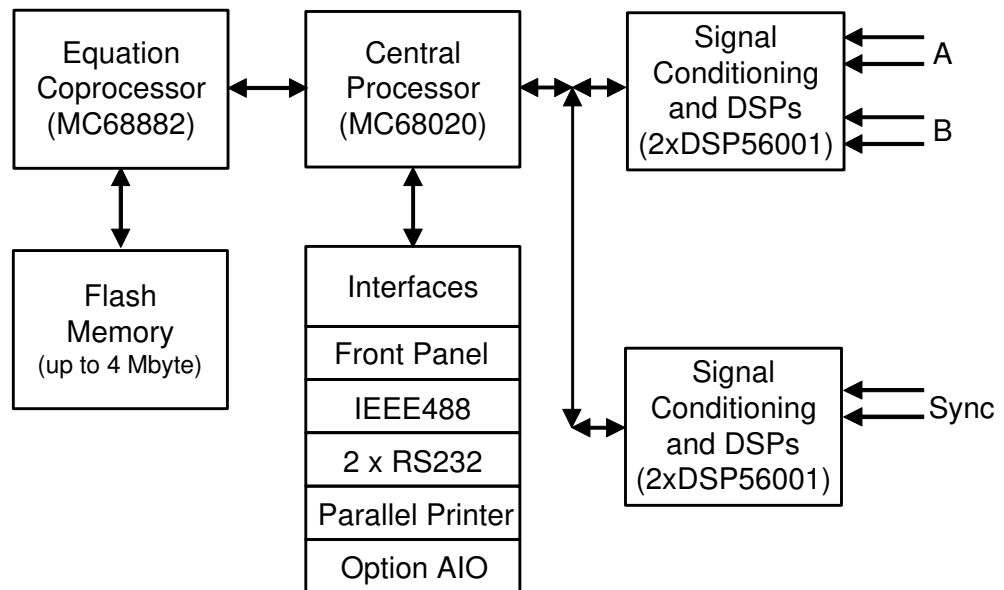 Equation
Coprocessor
(MC68882)
Central
Processor
(MC68020)
Signal
Conditioning
and DSPs
(2xDSP56001)
A
B
Flash
Memory
(up to 4 Mbyte)
Interfaces
Front Panel
IEEE488
2 x RS232
Parallel Printer
Option AIO
Signal
Conditioning
and DSPs
(2xDSP56001)
Sync